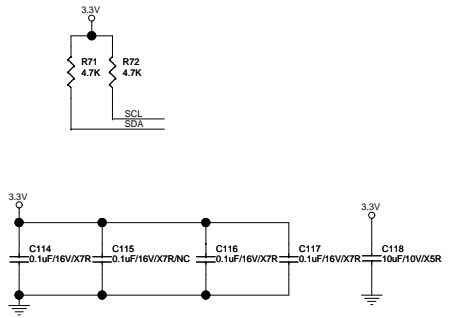 3.3V
R71 R72
4.7K 4.7K
SCL
SDA
3.3V 3.3V
C114 C115 C116 C117 C118
0.1uF/16V/X7R 0.1uF/16V/X7R/NC 0.1uF/16V/X7R 0.1uF/16V/X7R 10uF/10V/X5R